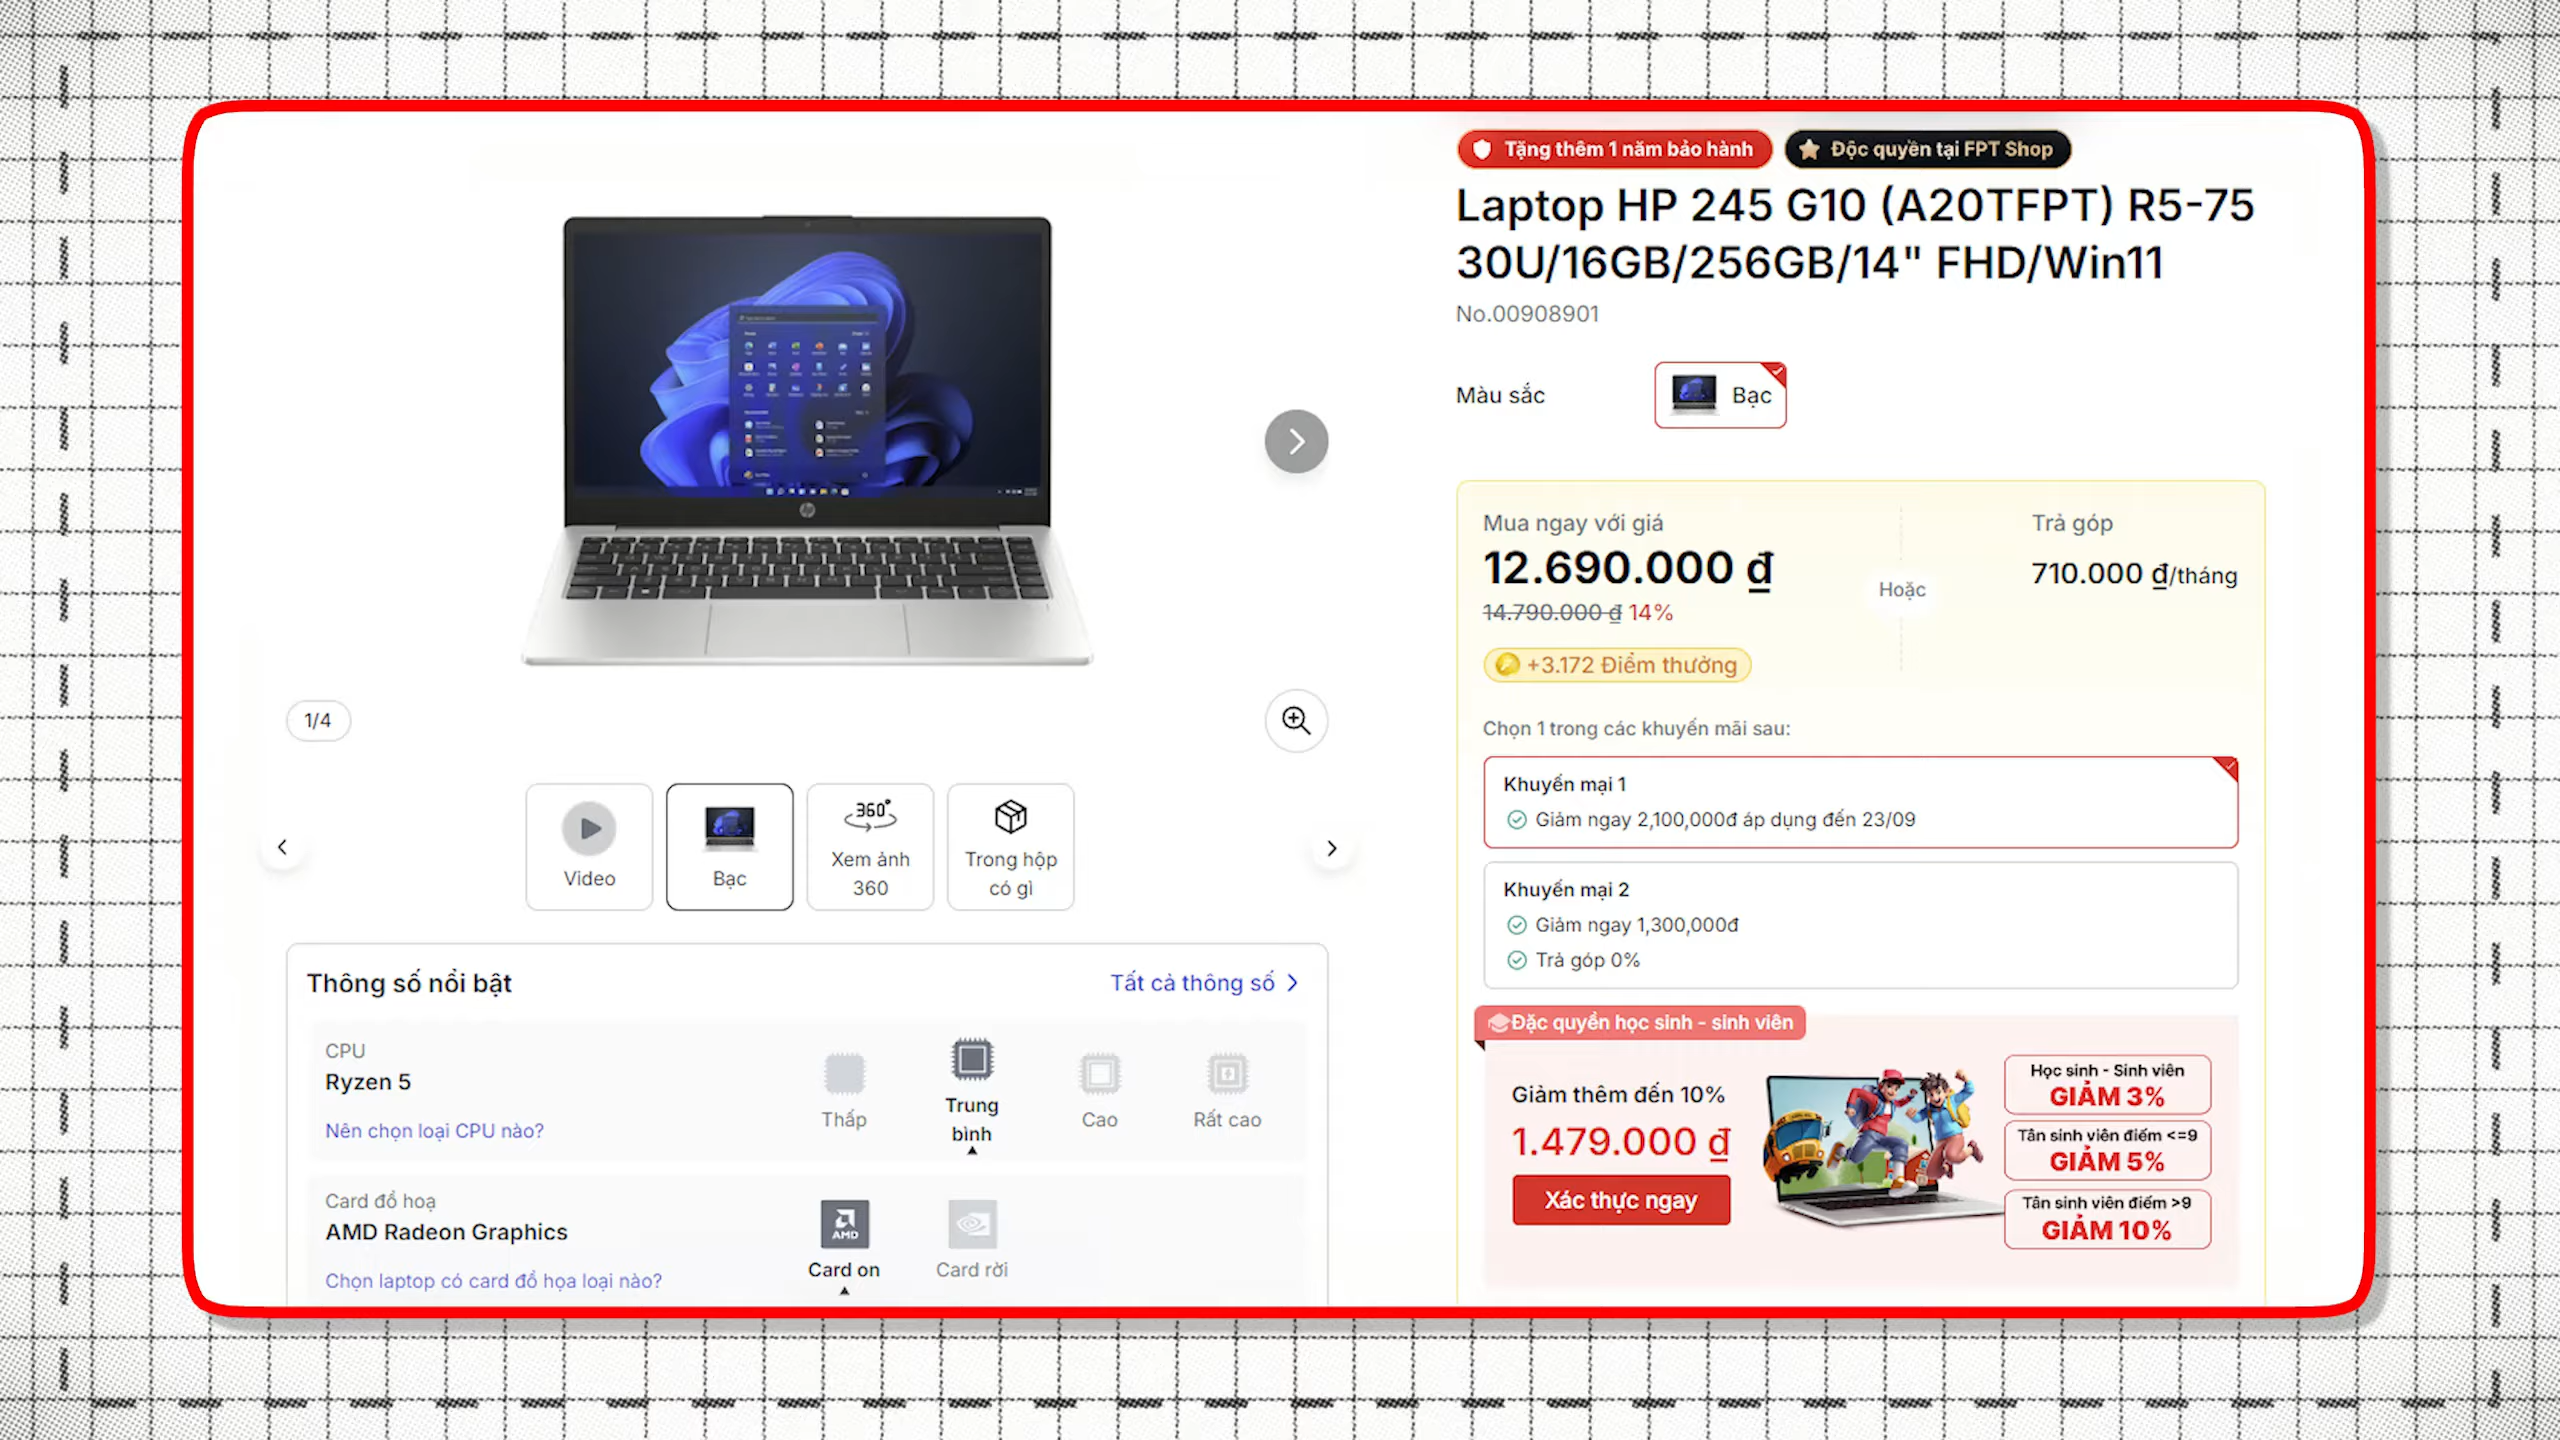 Tặng thêm 1 năm bảo hành
Độc quyền tại FPT Shop
Laptop HP 245 G10 (A20TFPT) R5-75
30U/16GB/256GB/14" FHD/Win11
No.00908901
Màu sắc
Bạc
Mua ngay với giá
12.690.000 ₫
14.790.000 ₫ 14%
Hoặc
Trả góp
710.000 ₫/tháng
+3.172 Điểm thưởng
Chọn 1 trong các khuyến mãi sau:
Khuyến mại 1
Giảm ngay 2,100,000đ áp dụng đến 23/09
Khuyến mại 2
Giảm ngay 1,300,000đ
Trả góp 0%
Đặc quyền học sinh - sinh viên
Giảm thêm đến 10%
1.479.000 ₫
Xác thực ngay
Học sinh - Sinh viên
GIẢM 3%
Tân sinh viên điểm <=9
GIẢM 5%
Tân sinh viên điểm >9
GIẢM 10%
1/4
Video
Bạc
360°
Xem ảnh
360
Trong hộp
có gì
Thông số nổi bật
Tất cả thông số
CPU
Ryzen 5
Nên chọn loại CPU nào?
Thấp
Trung
bình
Cao
Rất cao
Card đồ hoạ
AMD Radeon Graphics
Chọn laptop có card đồ họa loại nào?
AMD
Card on
Card rời